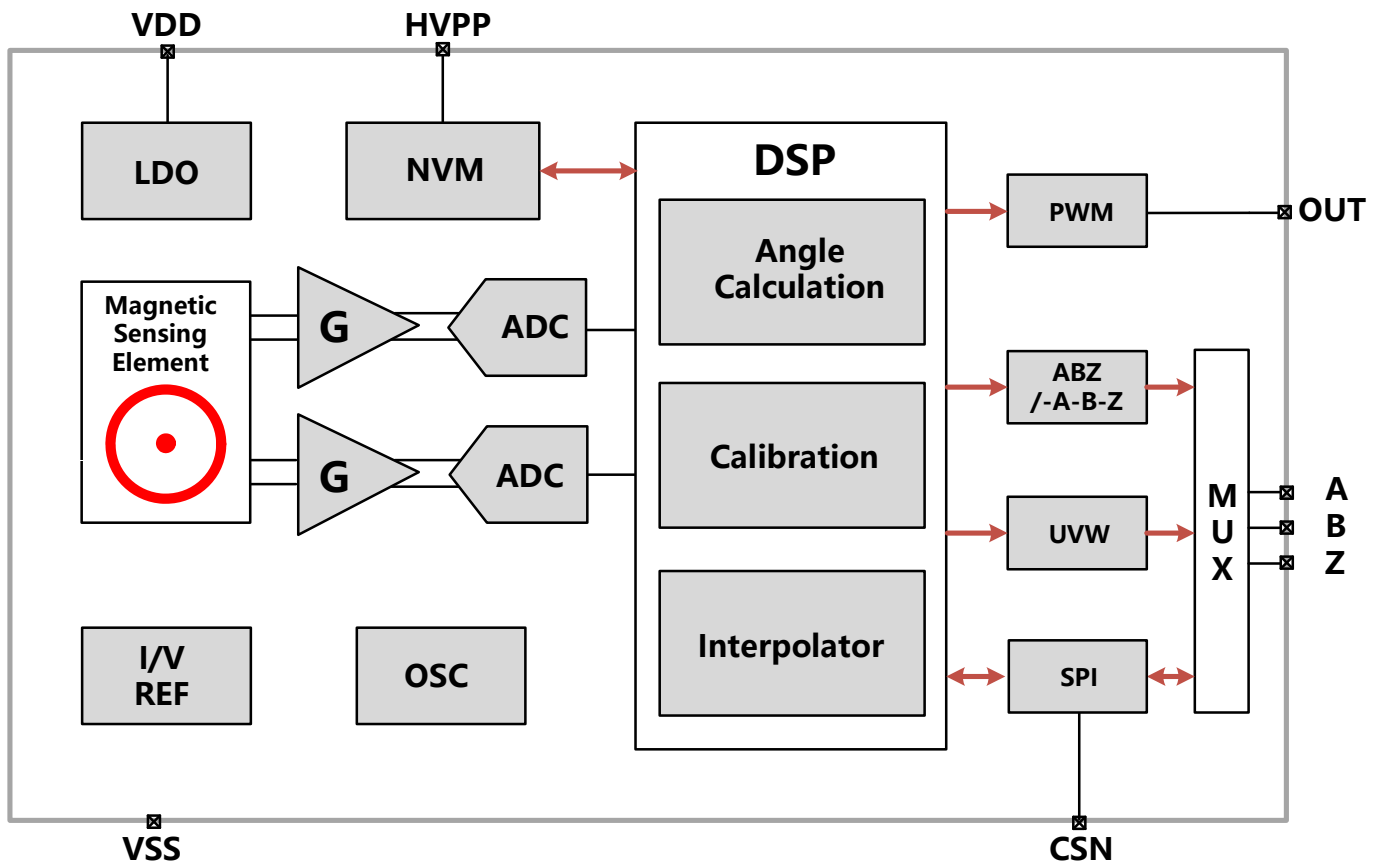 VDD
HVPP
LDO
NVM
DSP
PWM
OUT
Angle
Calculation
Magnetic
Sensing
Element
G
ADC
ABZ
/-A-B-Z
G
ADC
Calibration
M
U
X
A
B
Z
UVW
I/V
REF
OSC
Interpolator
SPI
VSS
CSN